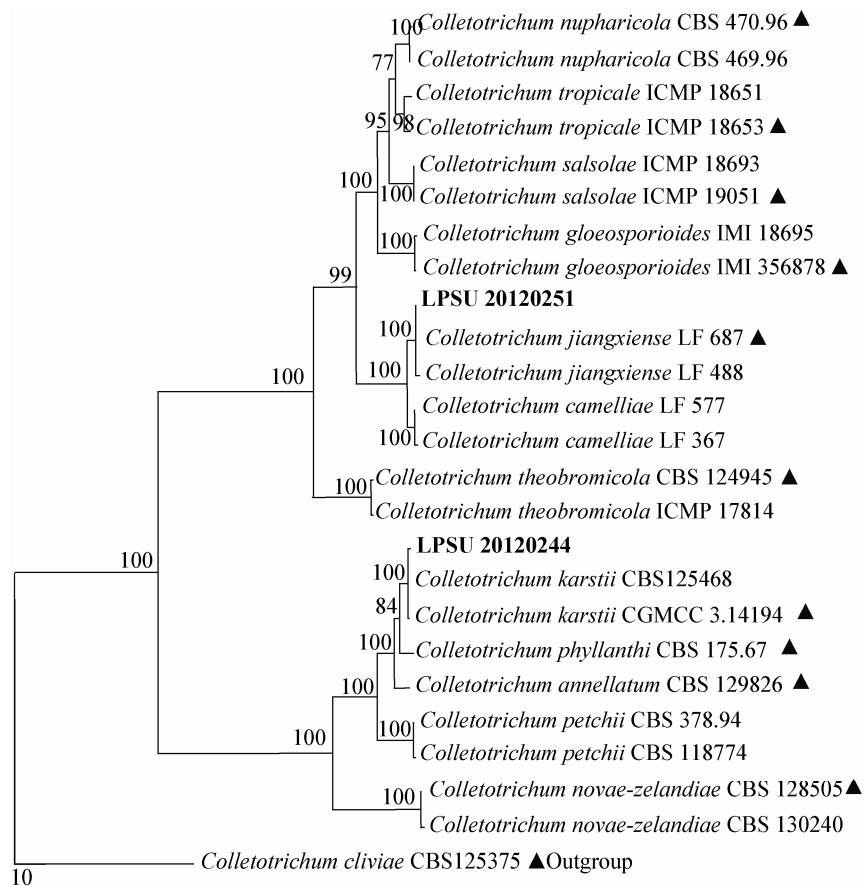 Colletotrichum nupharicola CBS 470.96 ▲
100
Colletotrichum nupharicola CBS 469.96
77
Colletotrichum tropicale ICMP 18651
95 98
Colletotrichum tropicale ICMP 18653 ▲
Colletotrichum salsolae ICMP 18693
100
100
Colletotrichum salsolae ICMP 19051 ▲
Colletotrichum gloeosporioides IMI 18695
100
Colletotrichum gloeosporioides IMI 356878 ▲
99
LPSU 20120251
100
Colletotrichum jiangxiense LF 687 ▲
100
100
Colletotrichum jiangxiense LF 488
Colletotrichum camelliae LF 577
100
Colletotrichum camelliae LF 367
Colletotrichum theobromicola CBS 124945 ▲
100
Colletotrichum theobromicola ICMP 17814
LPSU 20120244
100
100
Colletotrichum karstii CBS125468
84
Colletotrichum karstii CGMCC 3.14194 ▲
100
Colletotrichum phyllanthi CBS 175.67 ▲
100
Colletotrichum annellatum CBS 129826 ▲
Colletotrichum petchii CBS 378.94
100
100
Colletotrichum petchii CBS 118774
Colletotrichum novae-zelandiae CBS 128505 ▲
100
Colletotrichum novae-zelandiae CBS 130240
Colletotrichum cliviae CBS125375 ▲Outgroup
10